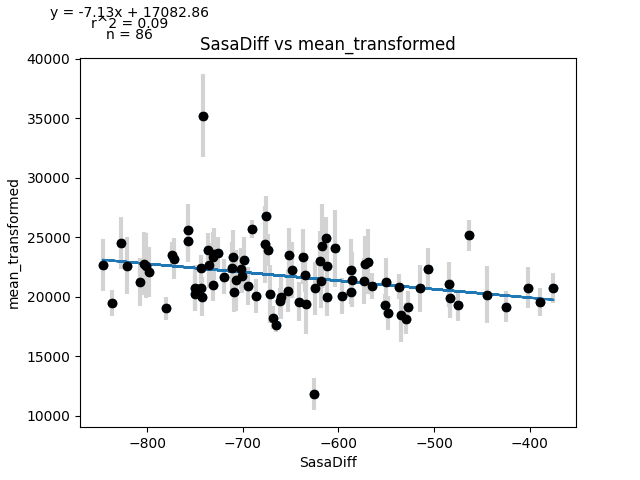 y = -7.13x + 17082.86
r^2 = 0.09
n = 86
SasaDiff vs mean_transformed
mean_transformed
40000
35000
30000
25000
20000
15000
10000
−800 −700 −600 −500 −400
SasaDiff